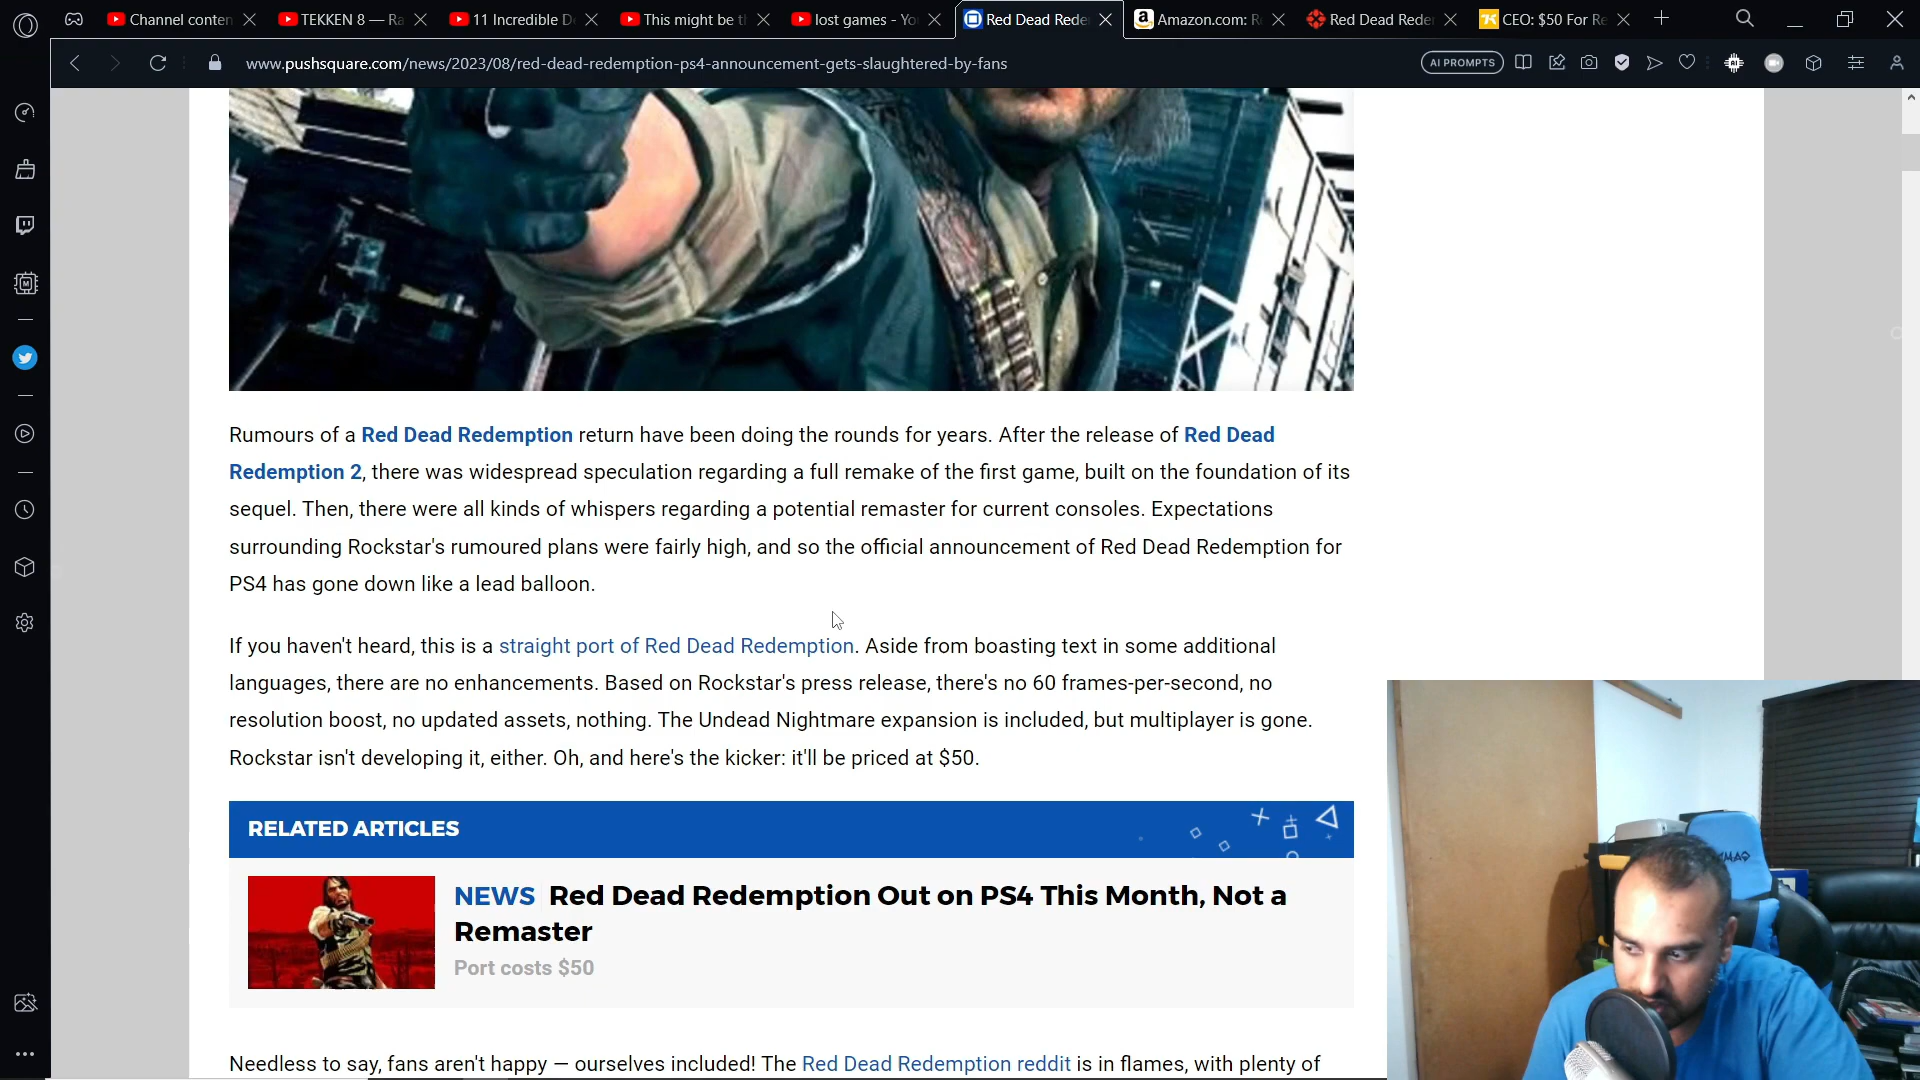 Channel conten
TEKKEN 8 — Ra
11 Incredible D
This might be t
lost games - Yo
Red Dead Rede
Amazon.com: R
Red Dead Rede
CEO: $50 For Re
www.pushsquare.com/news/2023/08/red-dead-redemption-ps4-announcement-gets-slaughtered-by-fans
AI PROMPTS
Rumours of a Red Dead Redemption return have been doing the rounds for years. After the release of Red Dead
Redemption 2, there was widespread speculation regarding a full remake of the first game, built on the foundation of its
sequel. Then, there were all kinds of whispers regarding a potential remaster for current consoles. Expectations
surrounding Rockstar's rumoured plans were fairly high, and so the official announcement of Red Dead Redemption for
PS4 has gone down like a lead balloon.
If you haven't heard, this is a straight port of Red Dead Redemption. Aside from boasting text in some additional
languages, there are no enhancements. Based on Rockstar's press release, there's no 60 frames-per-second, no
resolution boost, no updated assets, nothing. The Undead Nightmare expansion is included, but multiplayer is gone.
Rockstar isn't developing it, either. Oh, and here's the kicker: it'll be priced at $50.
RELATED ARTICLES
NEWS Red Dead Redemption Out on PS4 This Month, Not a
Remaster
Port costs $50
Needless to say, fans aren't happy — ourselves included! The Red Dead Redemption reddit is in flames, with plenty of